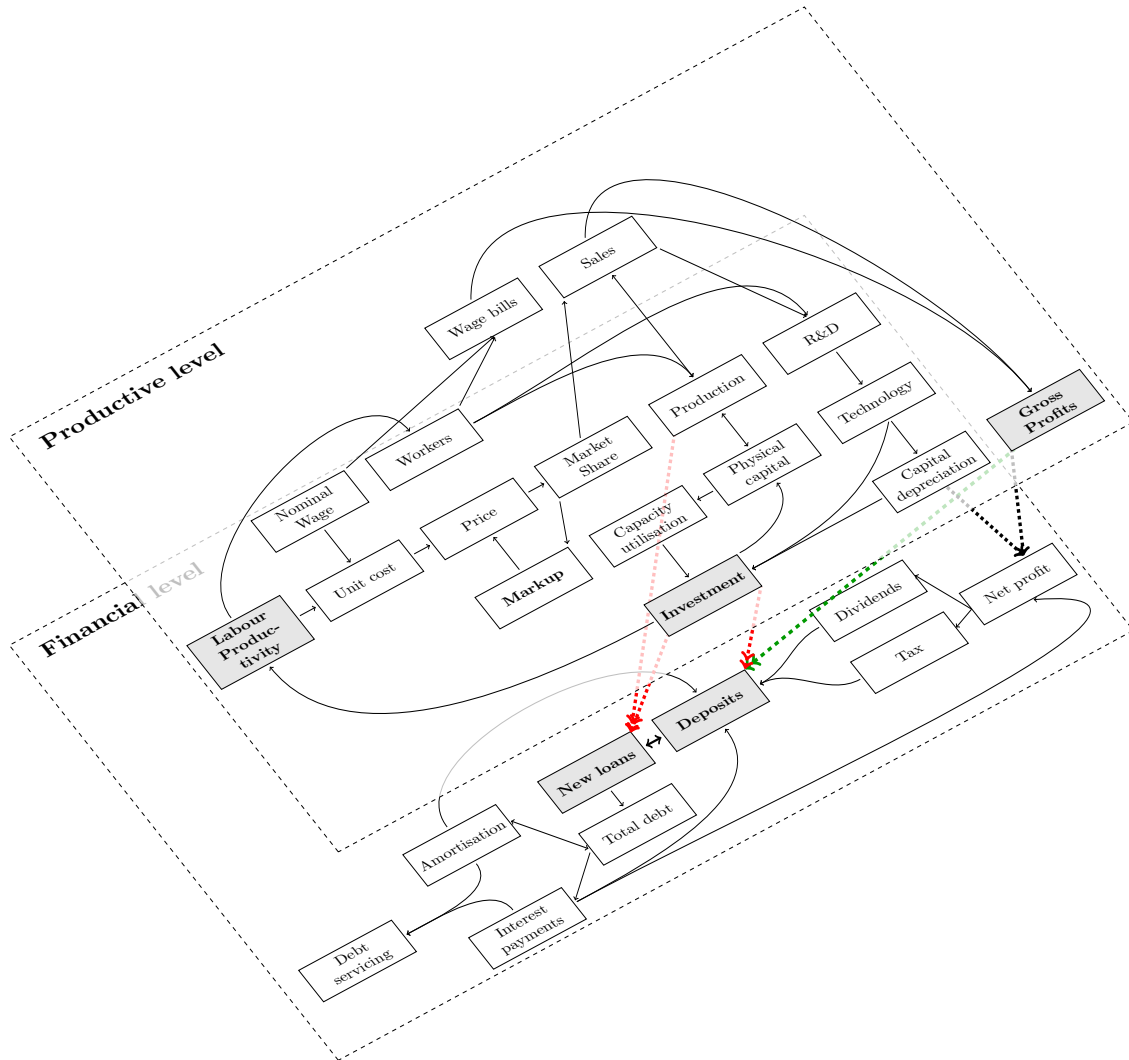 Productive level
Sales
Wage bills
R&D
Production
Gross
Profits
Technology
Workers
Market
Share
Physical
capital
Capital
depreciation
Nominal
Wage
Price
Capacity
utilisation
Unit cost
Markup
Investment
Labour
Produc-
tivity
Financial level
Net profit
Dividends
Tax
Deposits
New loans
Total debt
Amortisation
Interest
payments
Debt
servicing